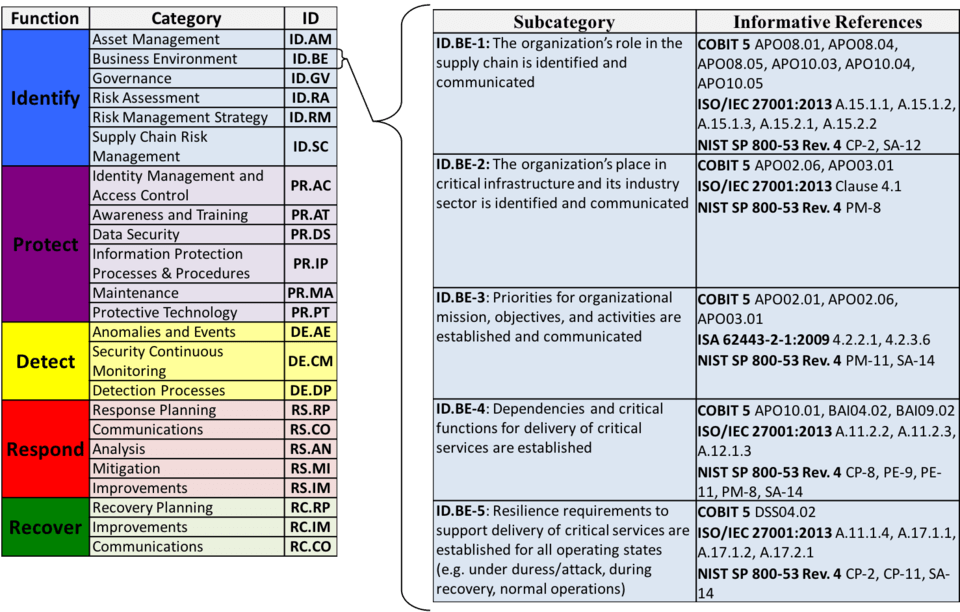 Function Category ID
Identify
Asset Management ID.AM
Business Environment ID.BE
Governance ID.GV
Risk Assessment ID.RA
Risk Management Strategy ID.RM
Supply Chain Risk
Management ID.SC
Protect
Identity Management and
Access Control PR.AC
Awareness and Training PR.AT
Data Security PR.DS
Information Protection
Processes & Procedures PR.IP
Maintenance PR.MA
Protective Technology PR.PT
Detect
Anomalies and Events DE.AE
Security Continuous
Monitoring DE.CM
Detection Processes DE.DP
Respond
Response Planning RS.RP
Communications RS.CO
Analysis RS.AN
Mitigation RS.MI
Improvements RS.IM
Recover
Recovery Planning RC.RP
Improvements RC.IM
Communications RC.CO
Subcategory Informative References
ID.BE-1: The organization's role in the
supply chain is identified and
communicated
COBIT 5 APO08.01, APO08.04,
APO08.05, APO10.03, APO10.04,
APO10.05
ISO/IEC 27001:2013 A.15.1.1, A.15.1.2,
A.15.1.3, A.15.2.1, A.15.2.2
NIST SP 800-53 Rev. 4 CP-2, SA-12
ID.BE-2: The organization's place in
critical infrastructure and its industry
sector is identified and communicated
COBIT 5 APO02.06, APO03.01
ISO/IEC 27001:2013 Clause 4.1
NIST SP 800-53 Rev. 4 PM-8
ID.BE-3: Priorities for organizational
mission, objectives, and activities are
established and communicated
COBIT 5 APO02.01, APO02.06,
APO03.01
ISA 62443-2-1:2009 4.2.2.1, 4.2.3.6
NIST SP 800-53 Rev. 4 PM-11, SA-14
ID.BE-4: Dependencies and critical
functions for delivery of critical
services are established
COBIT 5 APO10.01, BAI04.02, BAI09.02
ISO/IEC 27001:2013 A.11.2.2, A.11.2.3,
A.12.1.3
NIST SP 800-53 Rev. 4 CP-8, PE-9, PE-
11, PM-8, SA-14
ID.BE-5: Resilience requirements to
support delivery of critical services are
established for all operating states
(e.g. under duress/attack, during
recovery, normal operations)
COBIT 5 DSS04.02
ISO/IEC 27001:2013 A.11.1.4, A.17.1.1,
A.17.1.2, A.17.2.1
NIST SP 800-53 Rev. 4 CP-2, CP-11, SA-
14